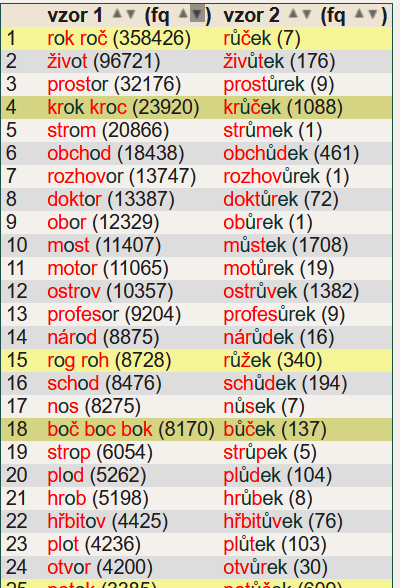 vzor 1 ▲▼ (fq ▲▼) vzor 2 ▲▼ (fq ▲▼)
1 rok roč (358426) růček (7)
2 život (96721) živůtek (176)
3 prostor (32176) prostůrek (9)
4 krok kroc (23920) krůček (1088)
5 strom (20866) strůmek (1)
6 obchod (18438) obchůdek (461)
7 rozhovor (13747) rozhovůrek (1)
8 doktor (13387) doktůrek (72)
9 obor (12329) obůrek (1)
10 most (11407) můstek (1708)
11 motor (11065) motůrek (19)
12 ostrov (10357) ostrůvek (1382)
13 profesor (9204) profesůrek (9)
14 národ (8875) národek (16)
15 rog roh (8728) růžek (340)
16 schod (8476) schůdek (194)
17 nos (8275) nůsek (7)
18 boč boc bok (8170) bůček (137)
19 strop (6054) strůpek (5)
20 plod (5262) plůdek (104)
21 hrob (5198) hrůbek (8)
22 hřbitov (4425) hřbitůvek (76)
23 plot (4236) plůtek (103)
24 otvor (4200) otvůrek (30)